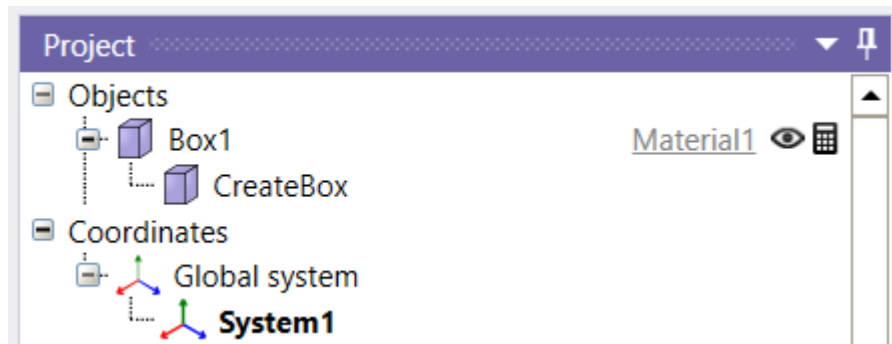 Project
Objects
Box1 Material1
CreateBox
Coordinates
Global system
System1